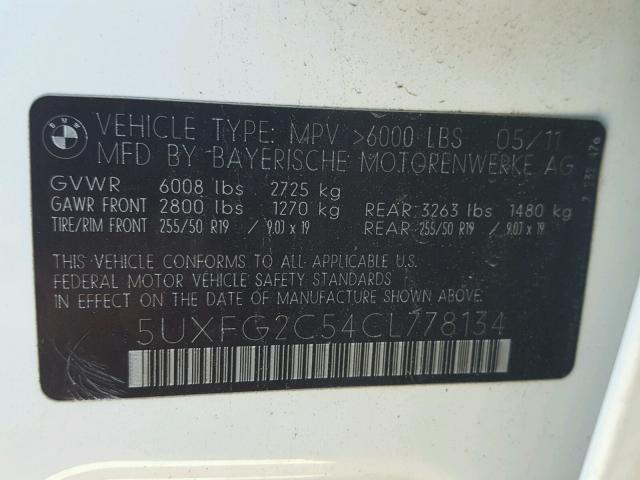 BMW
VEHICLE TYPE: MPV >6000 LBS 05/11
MFD BY BAYERISCHE MOTORENWERKE AG
GVWR 6008 lbs 2725 kg
GAWR FRONT 2800 lbs 1270 kg REAR: 3263 lbs 1480 kg
TIRE/RIM FRONT 255/50 R19 / 9.0J x 19 REAR: 255/50 R19 / 9.0J x 19
THIS VEHICLE CONFORMS TO ALL APPLICABLE U.S.
FEDERAL MOTOR VEHICLE SAFETY STANDARDS
IN EFFECT ON THE DATE OF MANUFACTURE SHOWN ABOVE.
5UXFG2C54CL778134